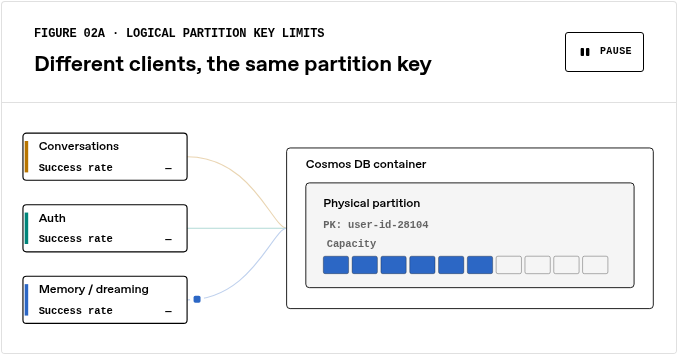 FIGURE 02A · LOGICAL PARTITION KEY LIMITS
Different clients, the same partition key
PAUSE
Conversations
Success rate —
Auth
Success rate —
Memory / dreaming
Success rate —
Cosmos DB container
Physical partition
PK: user-id-28104
Capacity